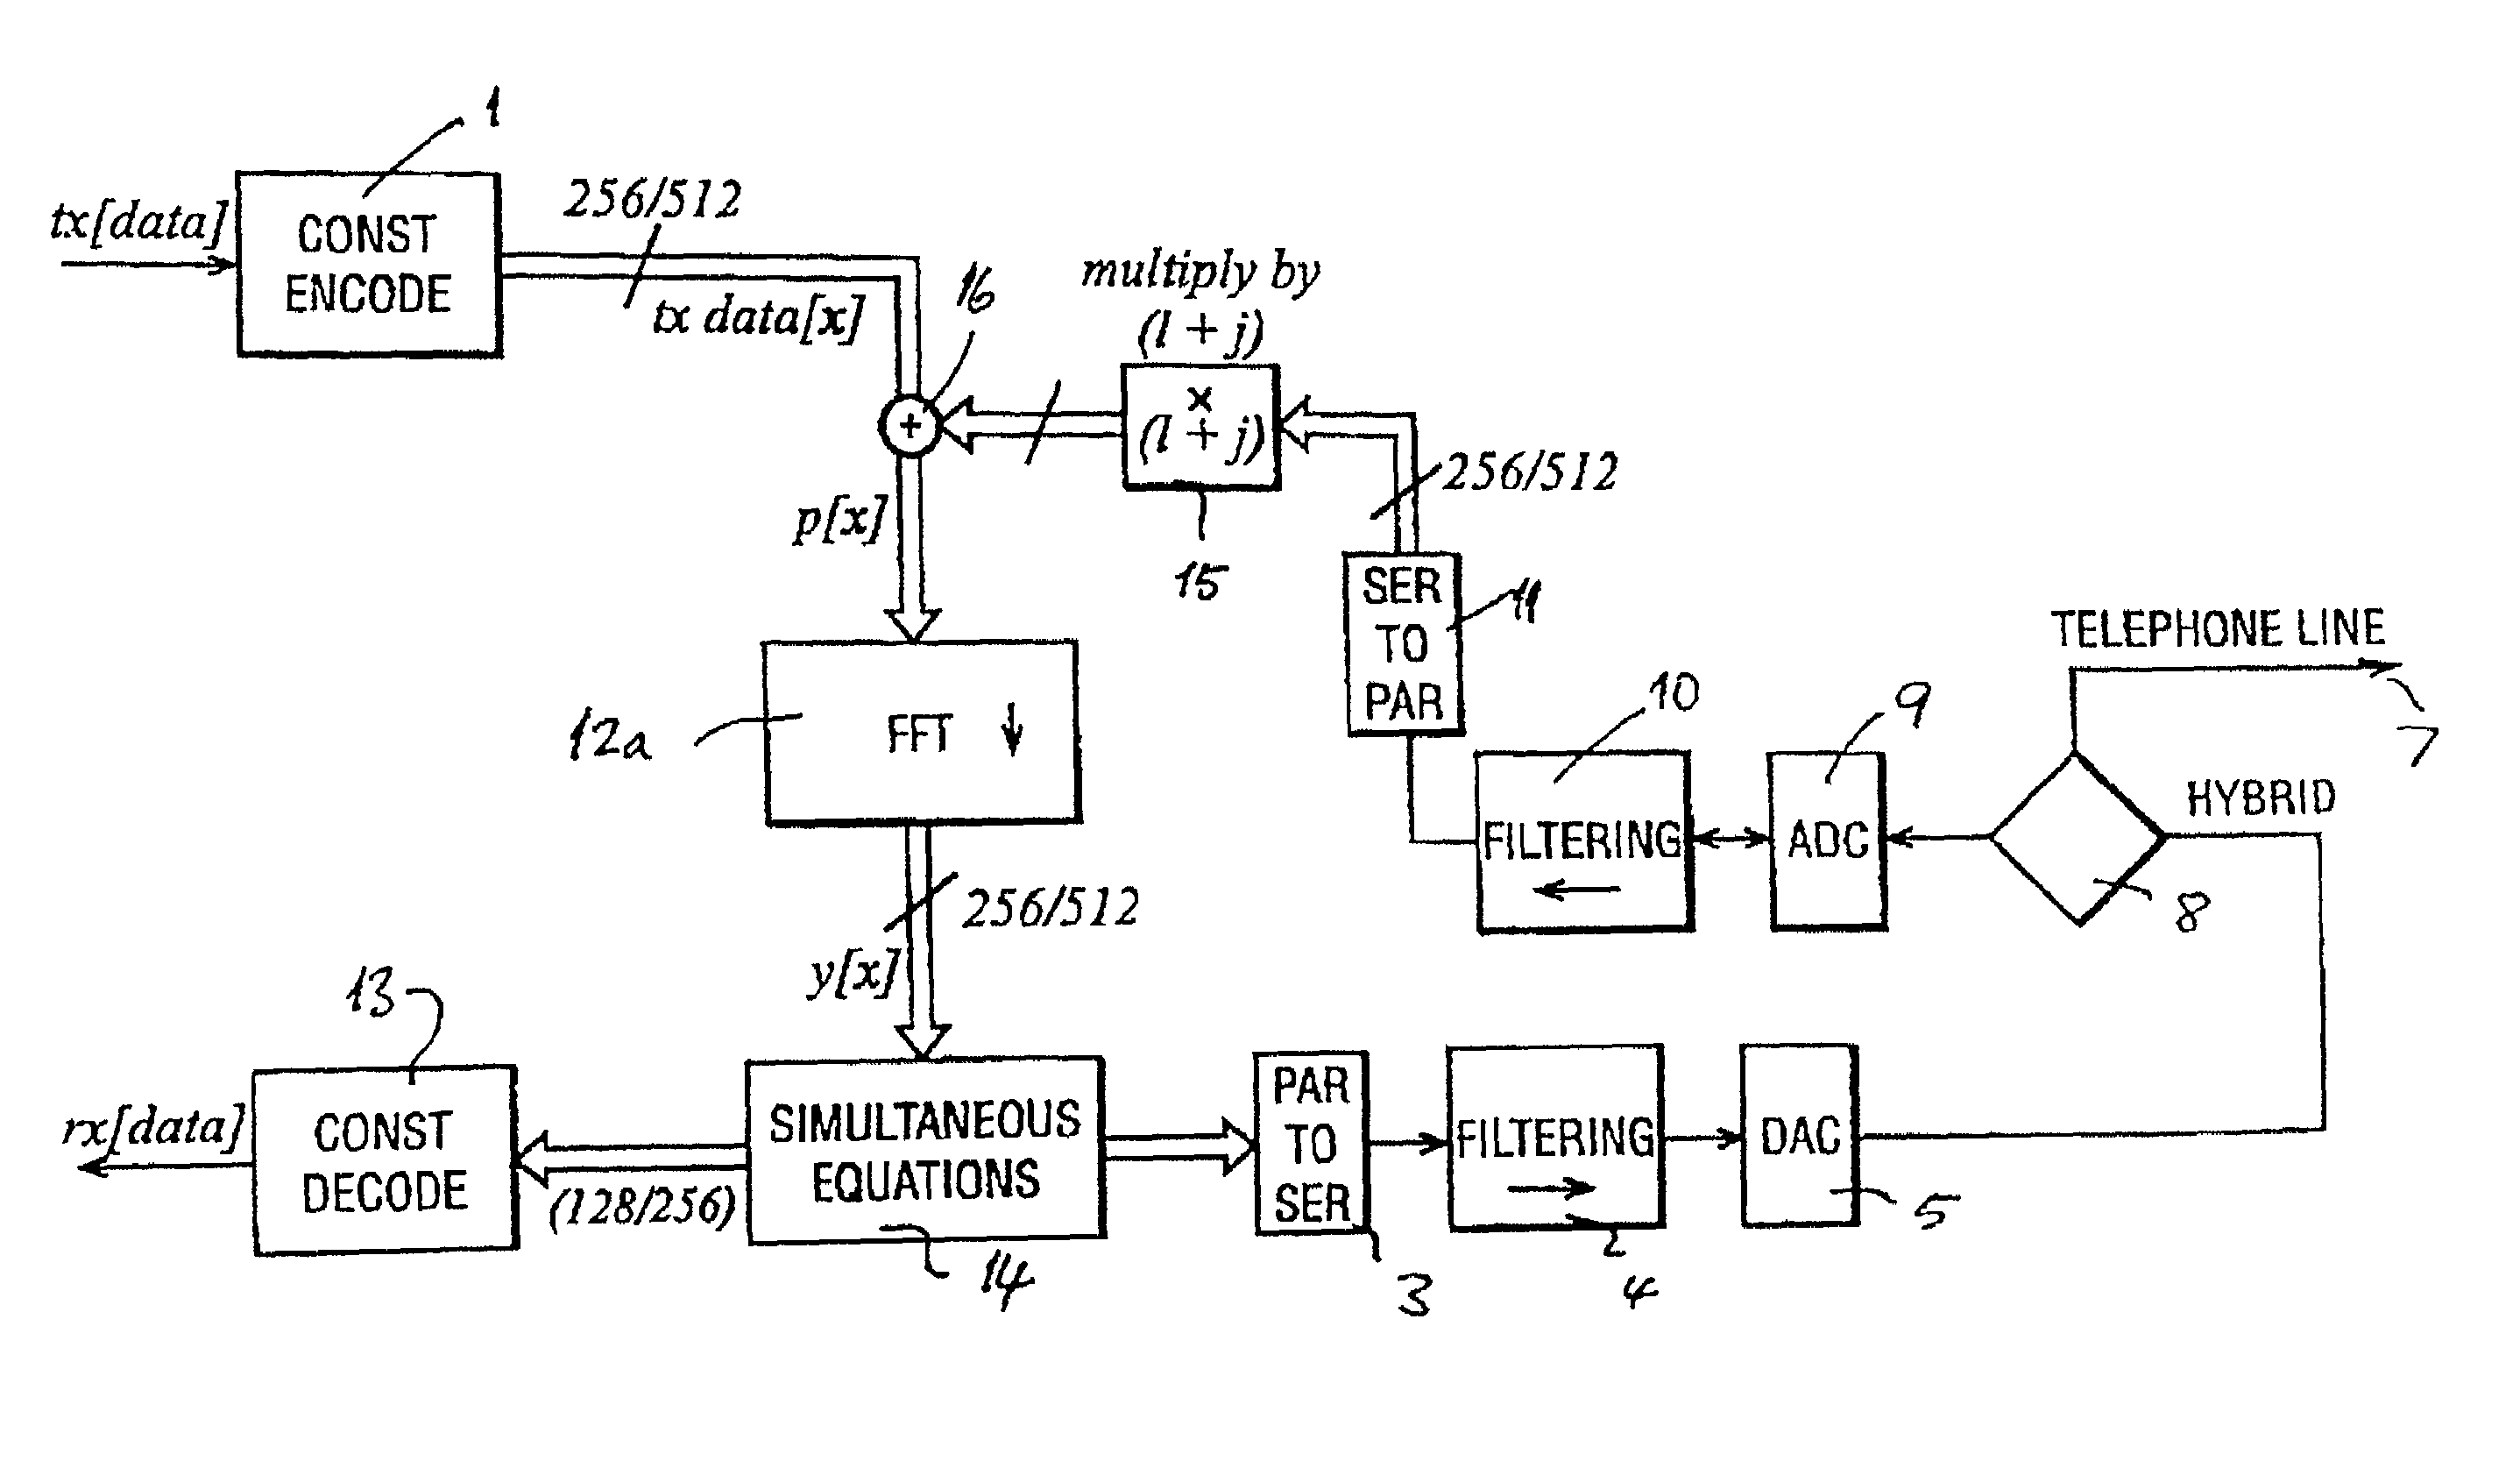 1
tx[data]
CONST
ENCODE
256/512
tx data[x]
16
multiply by
(l + j)
+
×
(l + j)
15
256/512
p[x]
SER
TO
PAR
11
TELEPHONE LINE
7
12a
FFT
10
FILTERING
9
ADC
HYBRID
8
256/512
y[x]
13
rx[data]
CONST
DECODE
(128/256)
SIMULTANEOUS
EQUATIONS
14
PAR
TO
SER
3
FILTERING
4
DAC
5